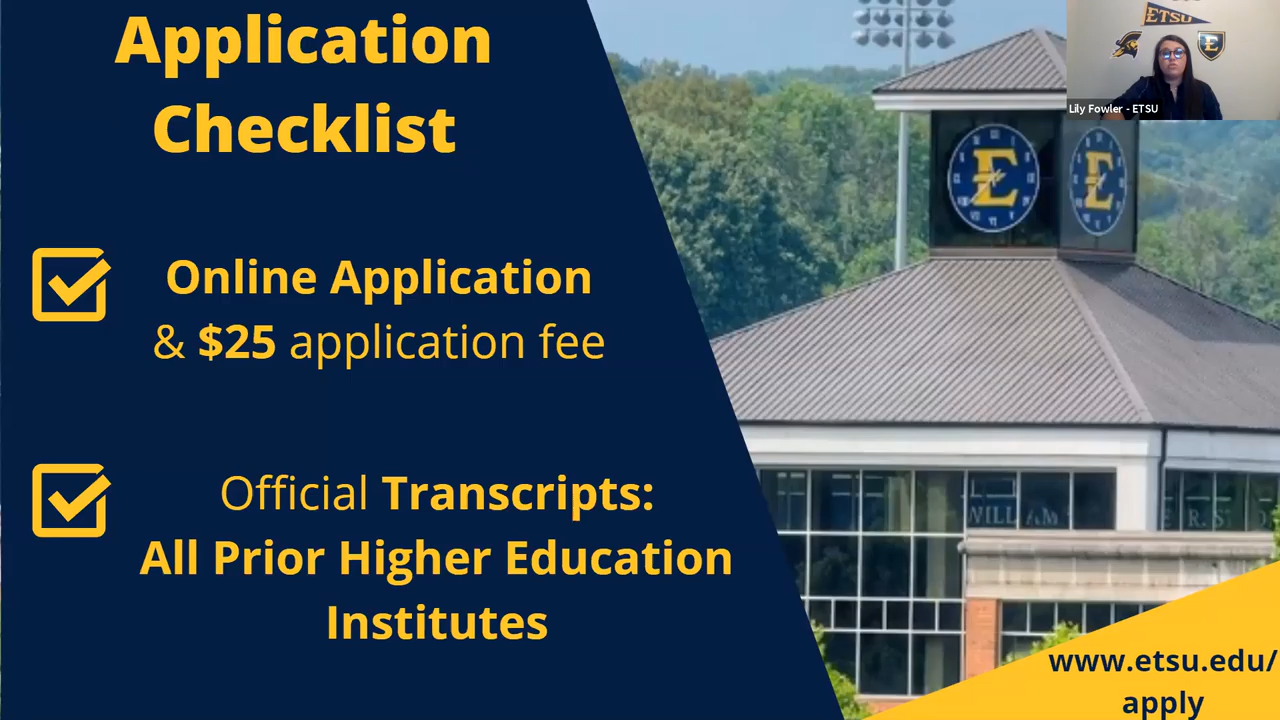 Application
Checklist
Online Application
& $25 application fee
Official Transcripts:
All Prior Higher Education
Institutes
ETSU
E
Lily Fowler - ETSU
E
E
WILLIAM
www.etsu.edu/
apply